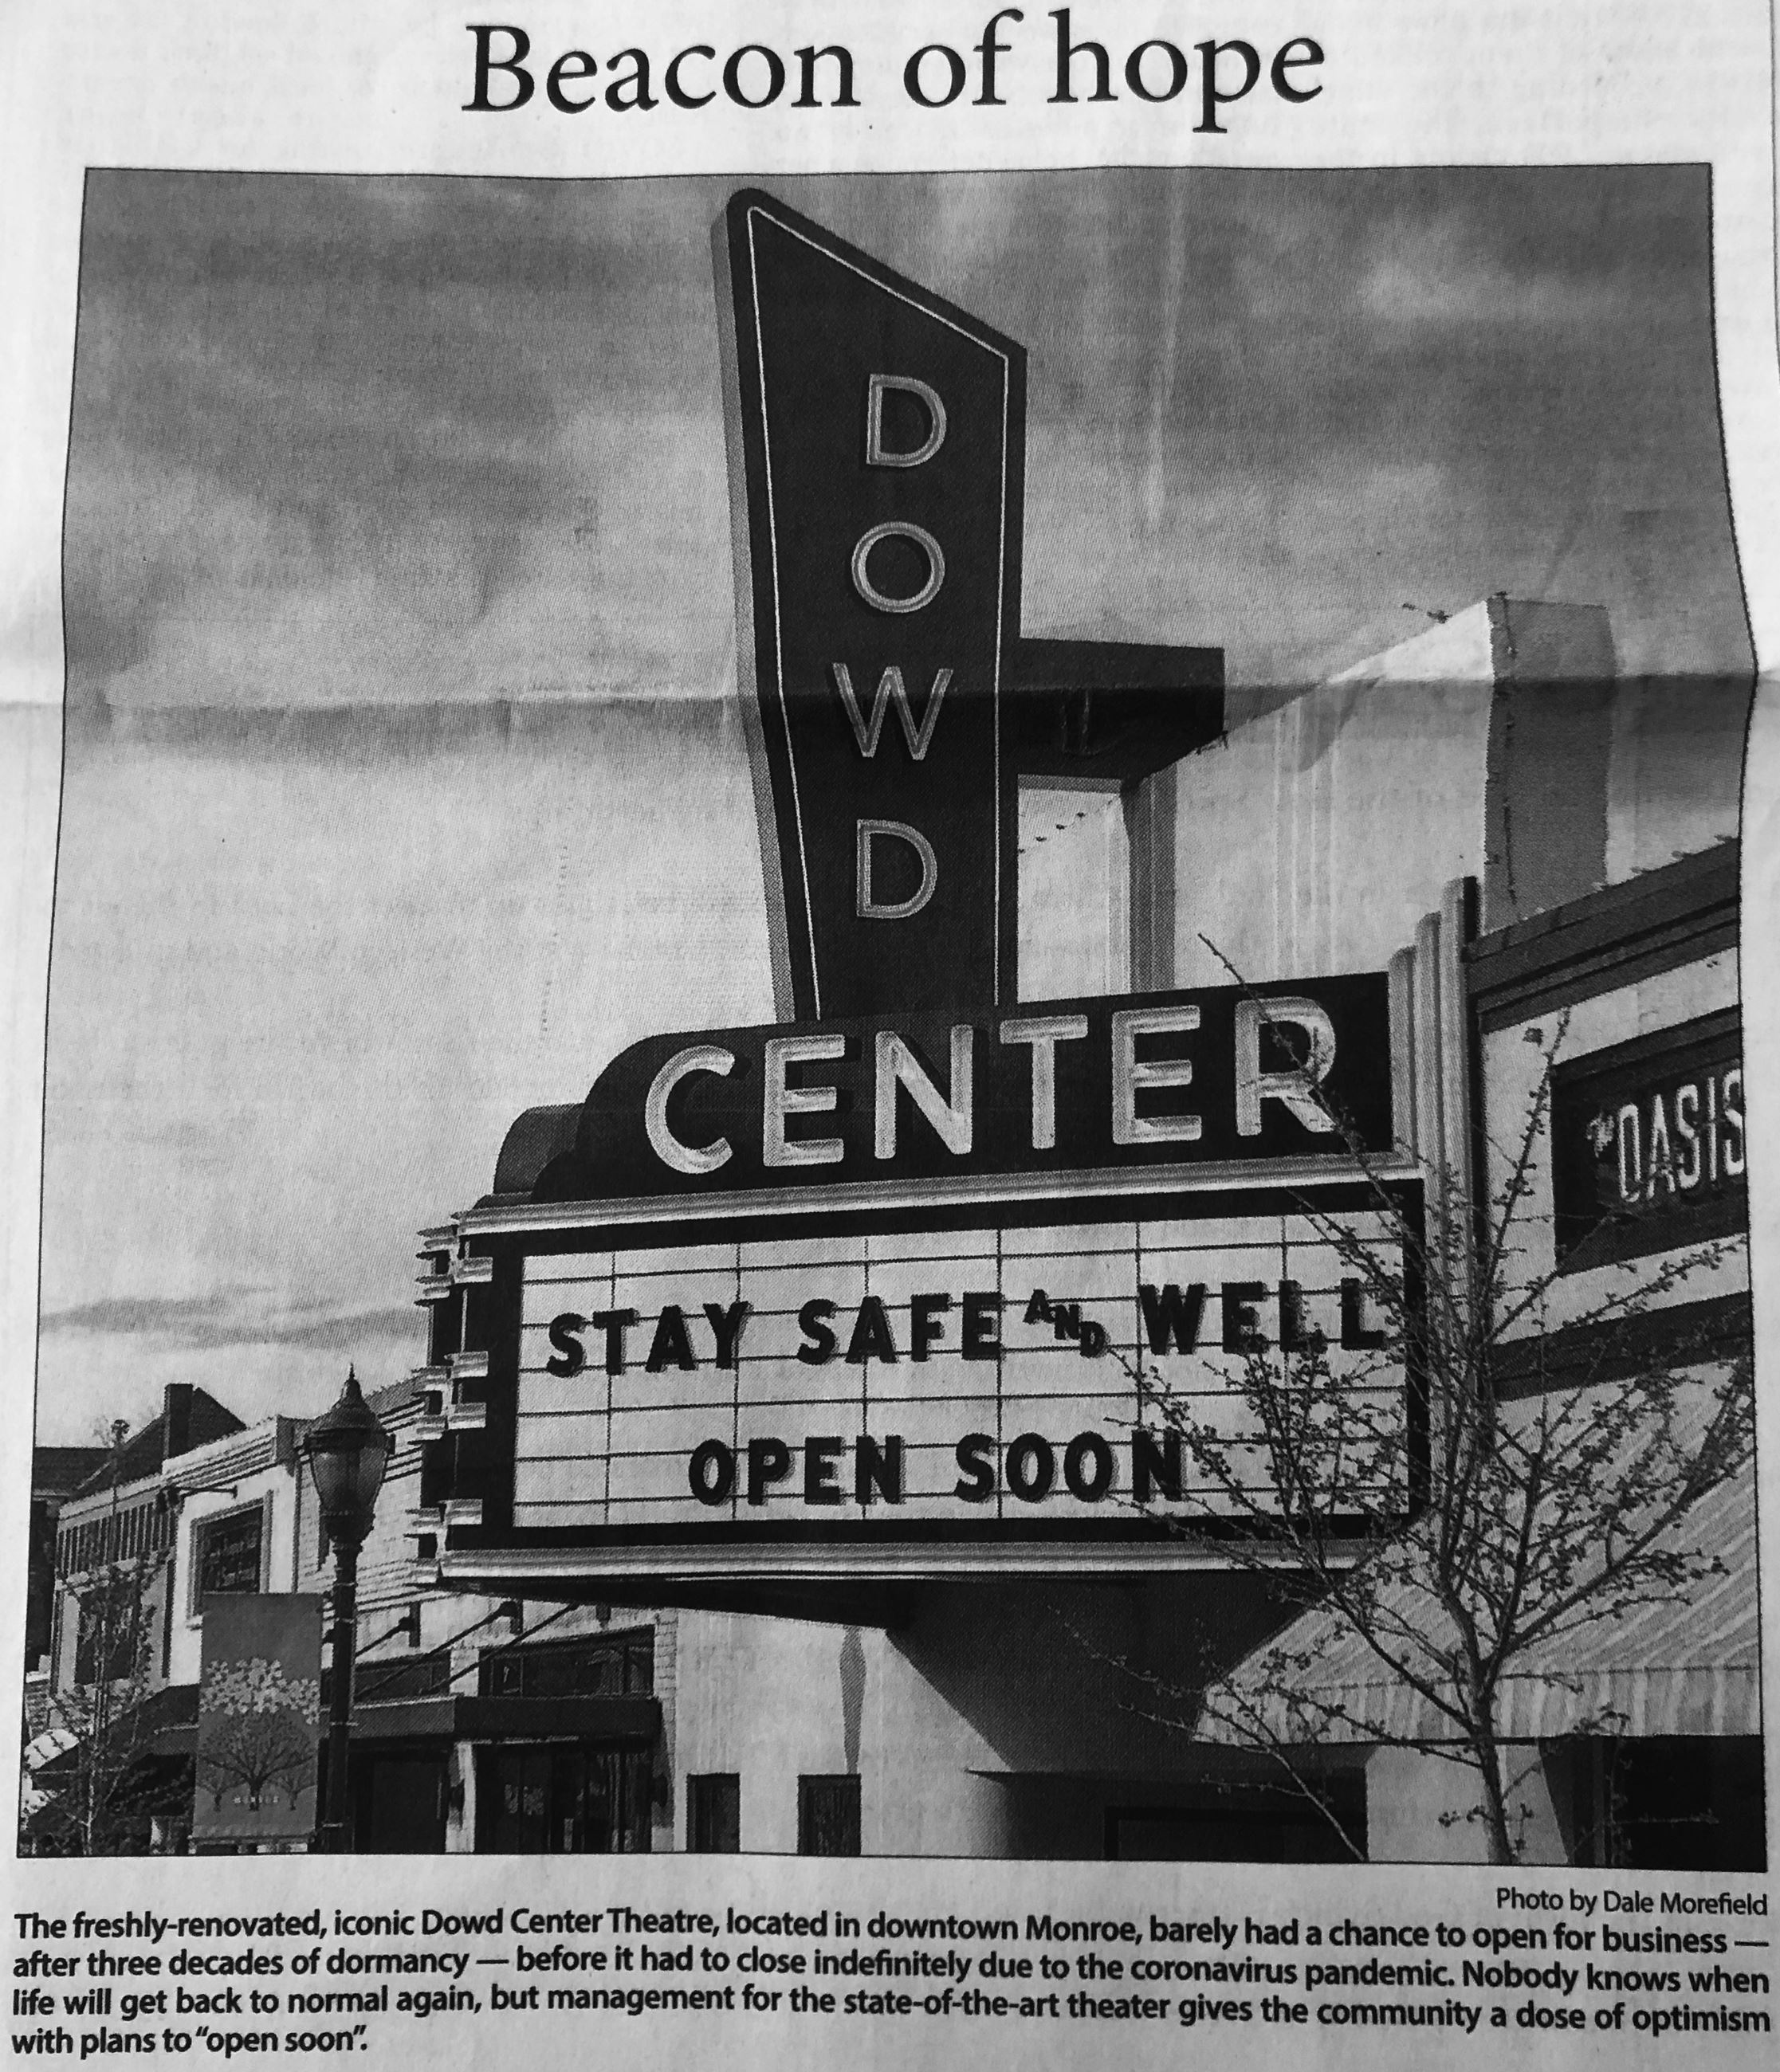 Beacon of hope
DOWD
CENTER
The OASIS
STAY SAFE AND WELL
OPEN SOON
MONROE
Photo by Dale Morefield
The freshly-renovated, iconic Dowd Center Theatre, located in downtown Monroe, barely had a chance to open for business —
after three decades of dormancy — before it had to close indefinitely due to the coronavirus pandemic. Nobody knows when
life will get back to normal again, but management for the state-of-the-art theater gives the community a dose of optimism
with plans to “open soon”.